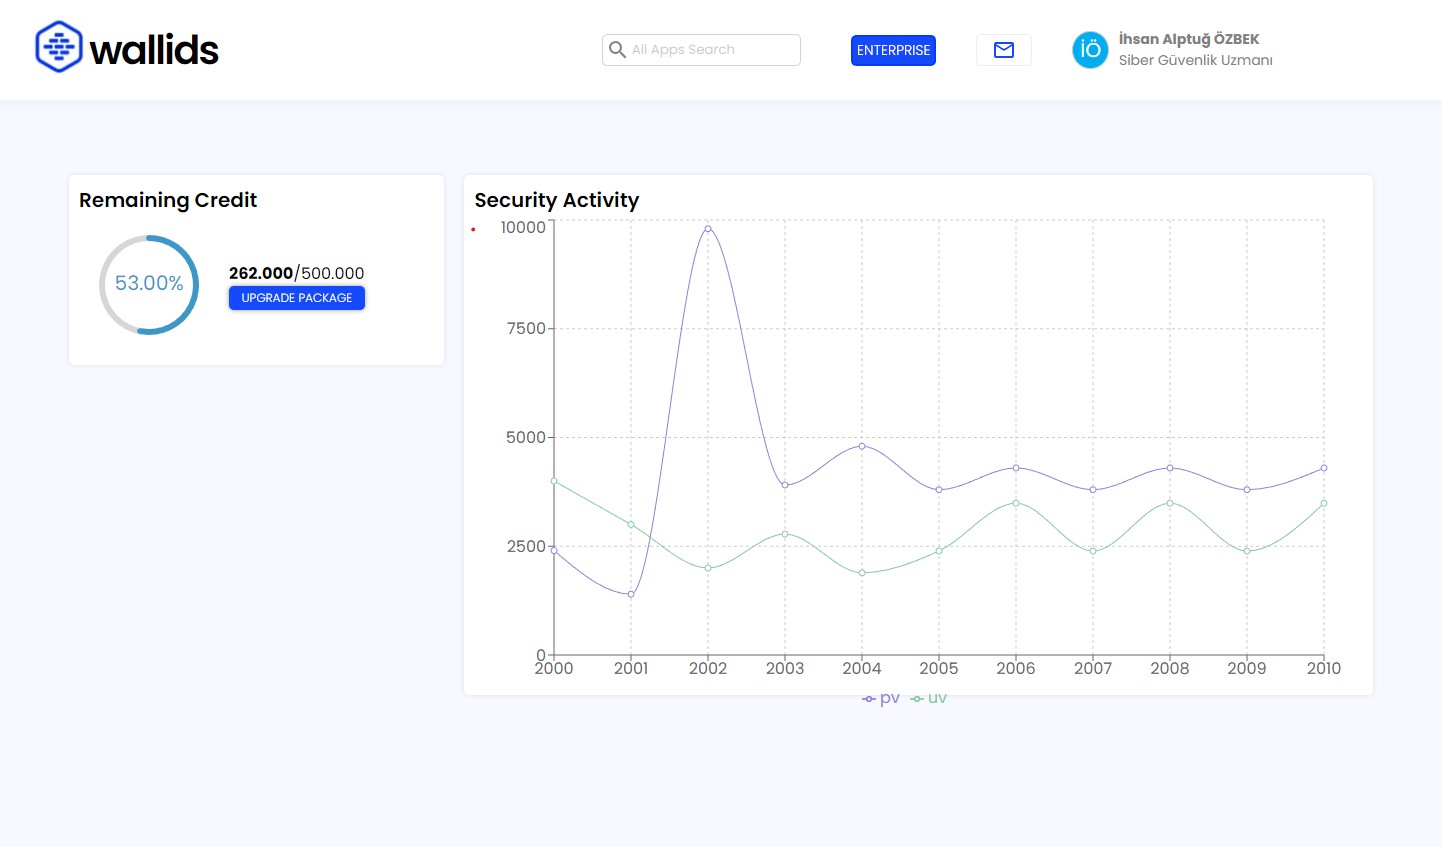 wallids
All Apps Search
ENTERPRISE
İÖ
İhsan Alptuğ ÖZBEK
Siber Güvenlik Uzmanı
Remaining Credit
53.00%
262.000/500.000
UPGRADE PACKAGE
Security Activity
10000
7500
5000
2500
0
2000 2001 2002 2003 2004 2005 2006 2007 2008 2009 2010
pv uv